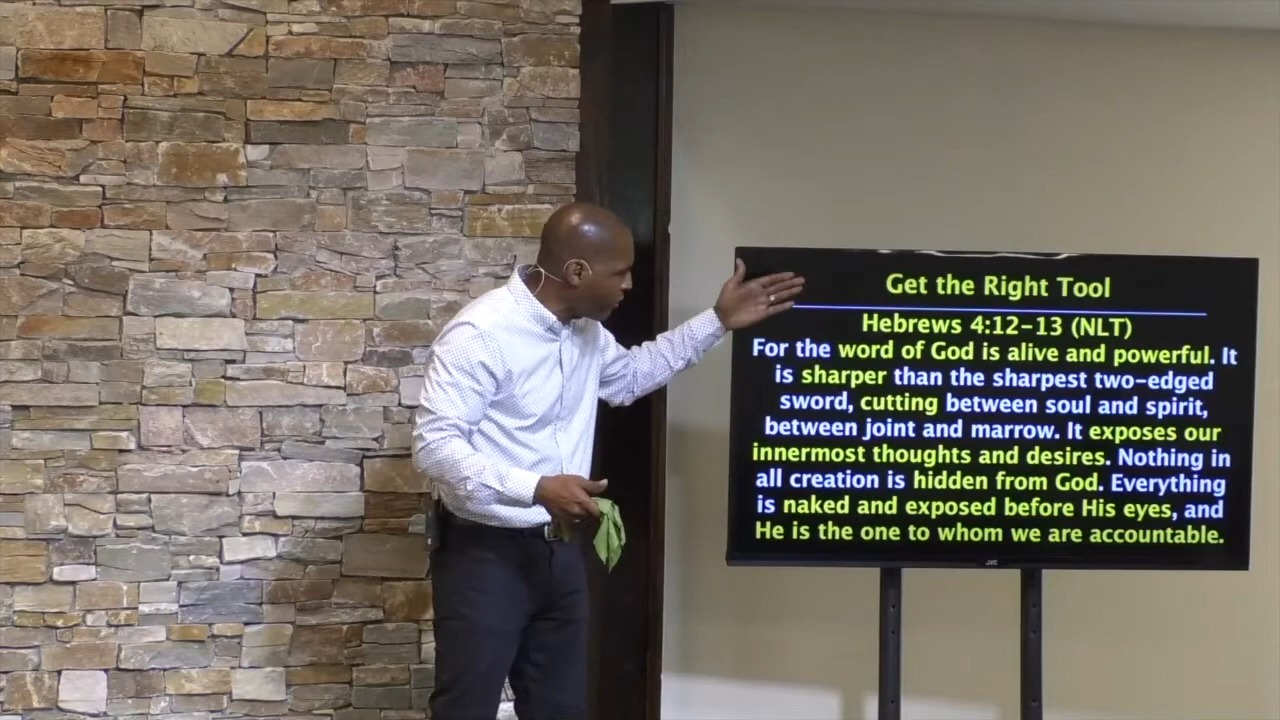 Get the Right Tool
Hebrews 4:12-13 (NLT)
For the word of God is alive and powerful. It
is sharper than the sharpest two-edged
sword, cutting between soul and spirit,
between joint and marrow. It exposes our
innermost thoughts and desires. Nothing in
all creation is hidden from God. Everything
is naked and exposed before His eyes, and
He is the one to whom we are accountable.
JVC